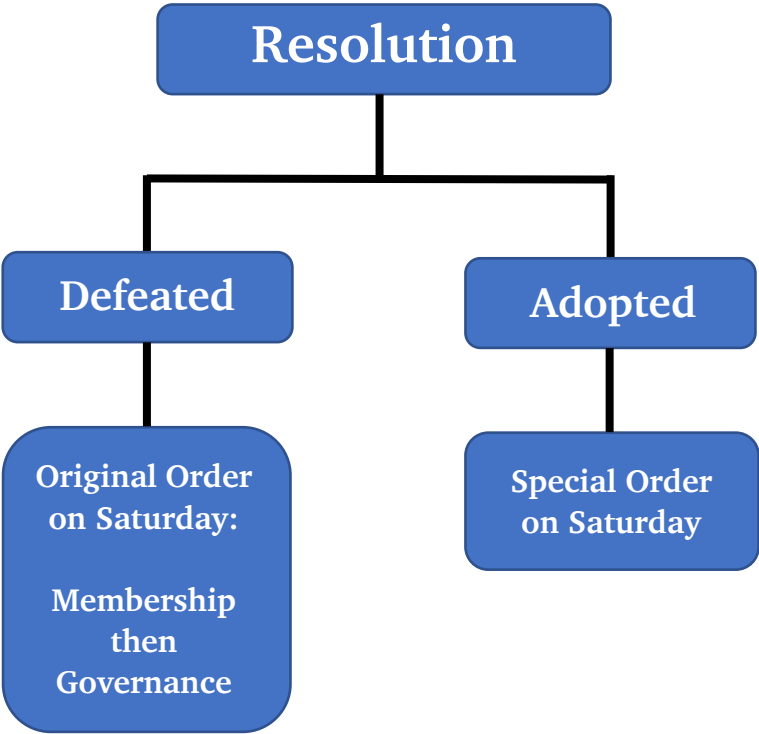 Resolution
Defeated
Adopted
Original Order
on Saturday:
Membership
then
Governance
Special Order
on Saturday